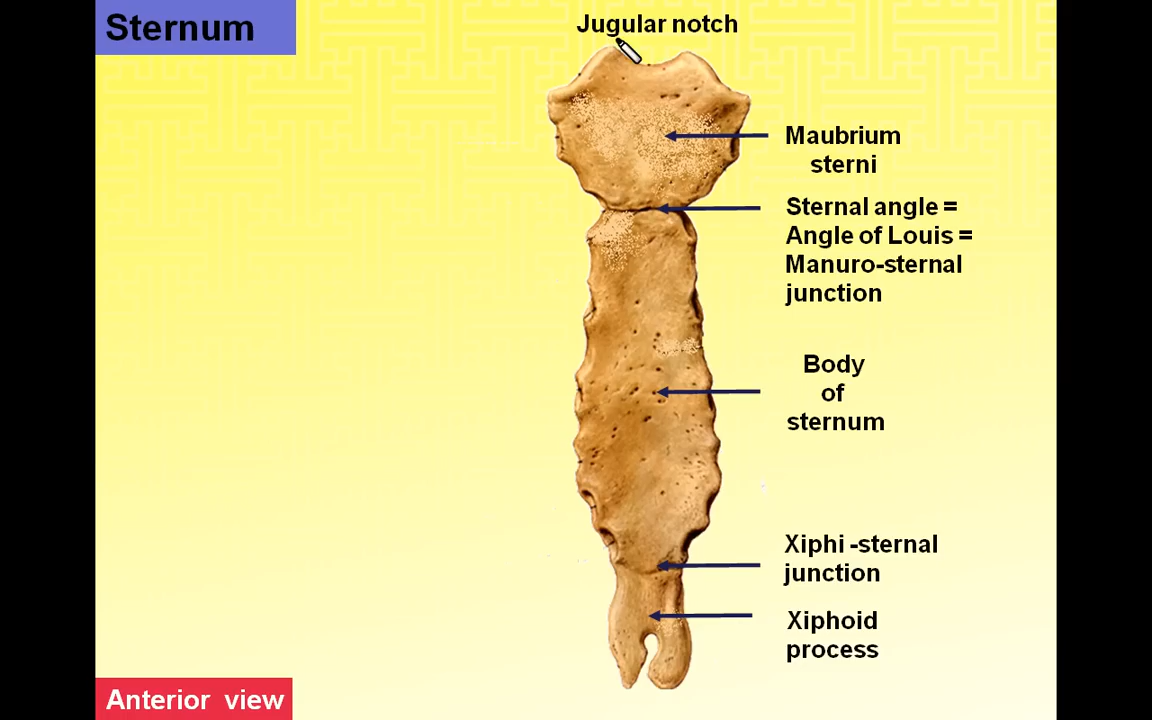 Sternum
Jugular notch
Maubrium
sterni
Sternal angle =
Angle of Louis =
Manuro-sternal
junction
Body
of
sternum
Xiphi -sternal
junction
Xiphoid
process
Anterior view